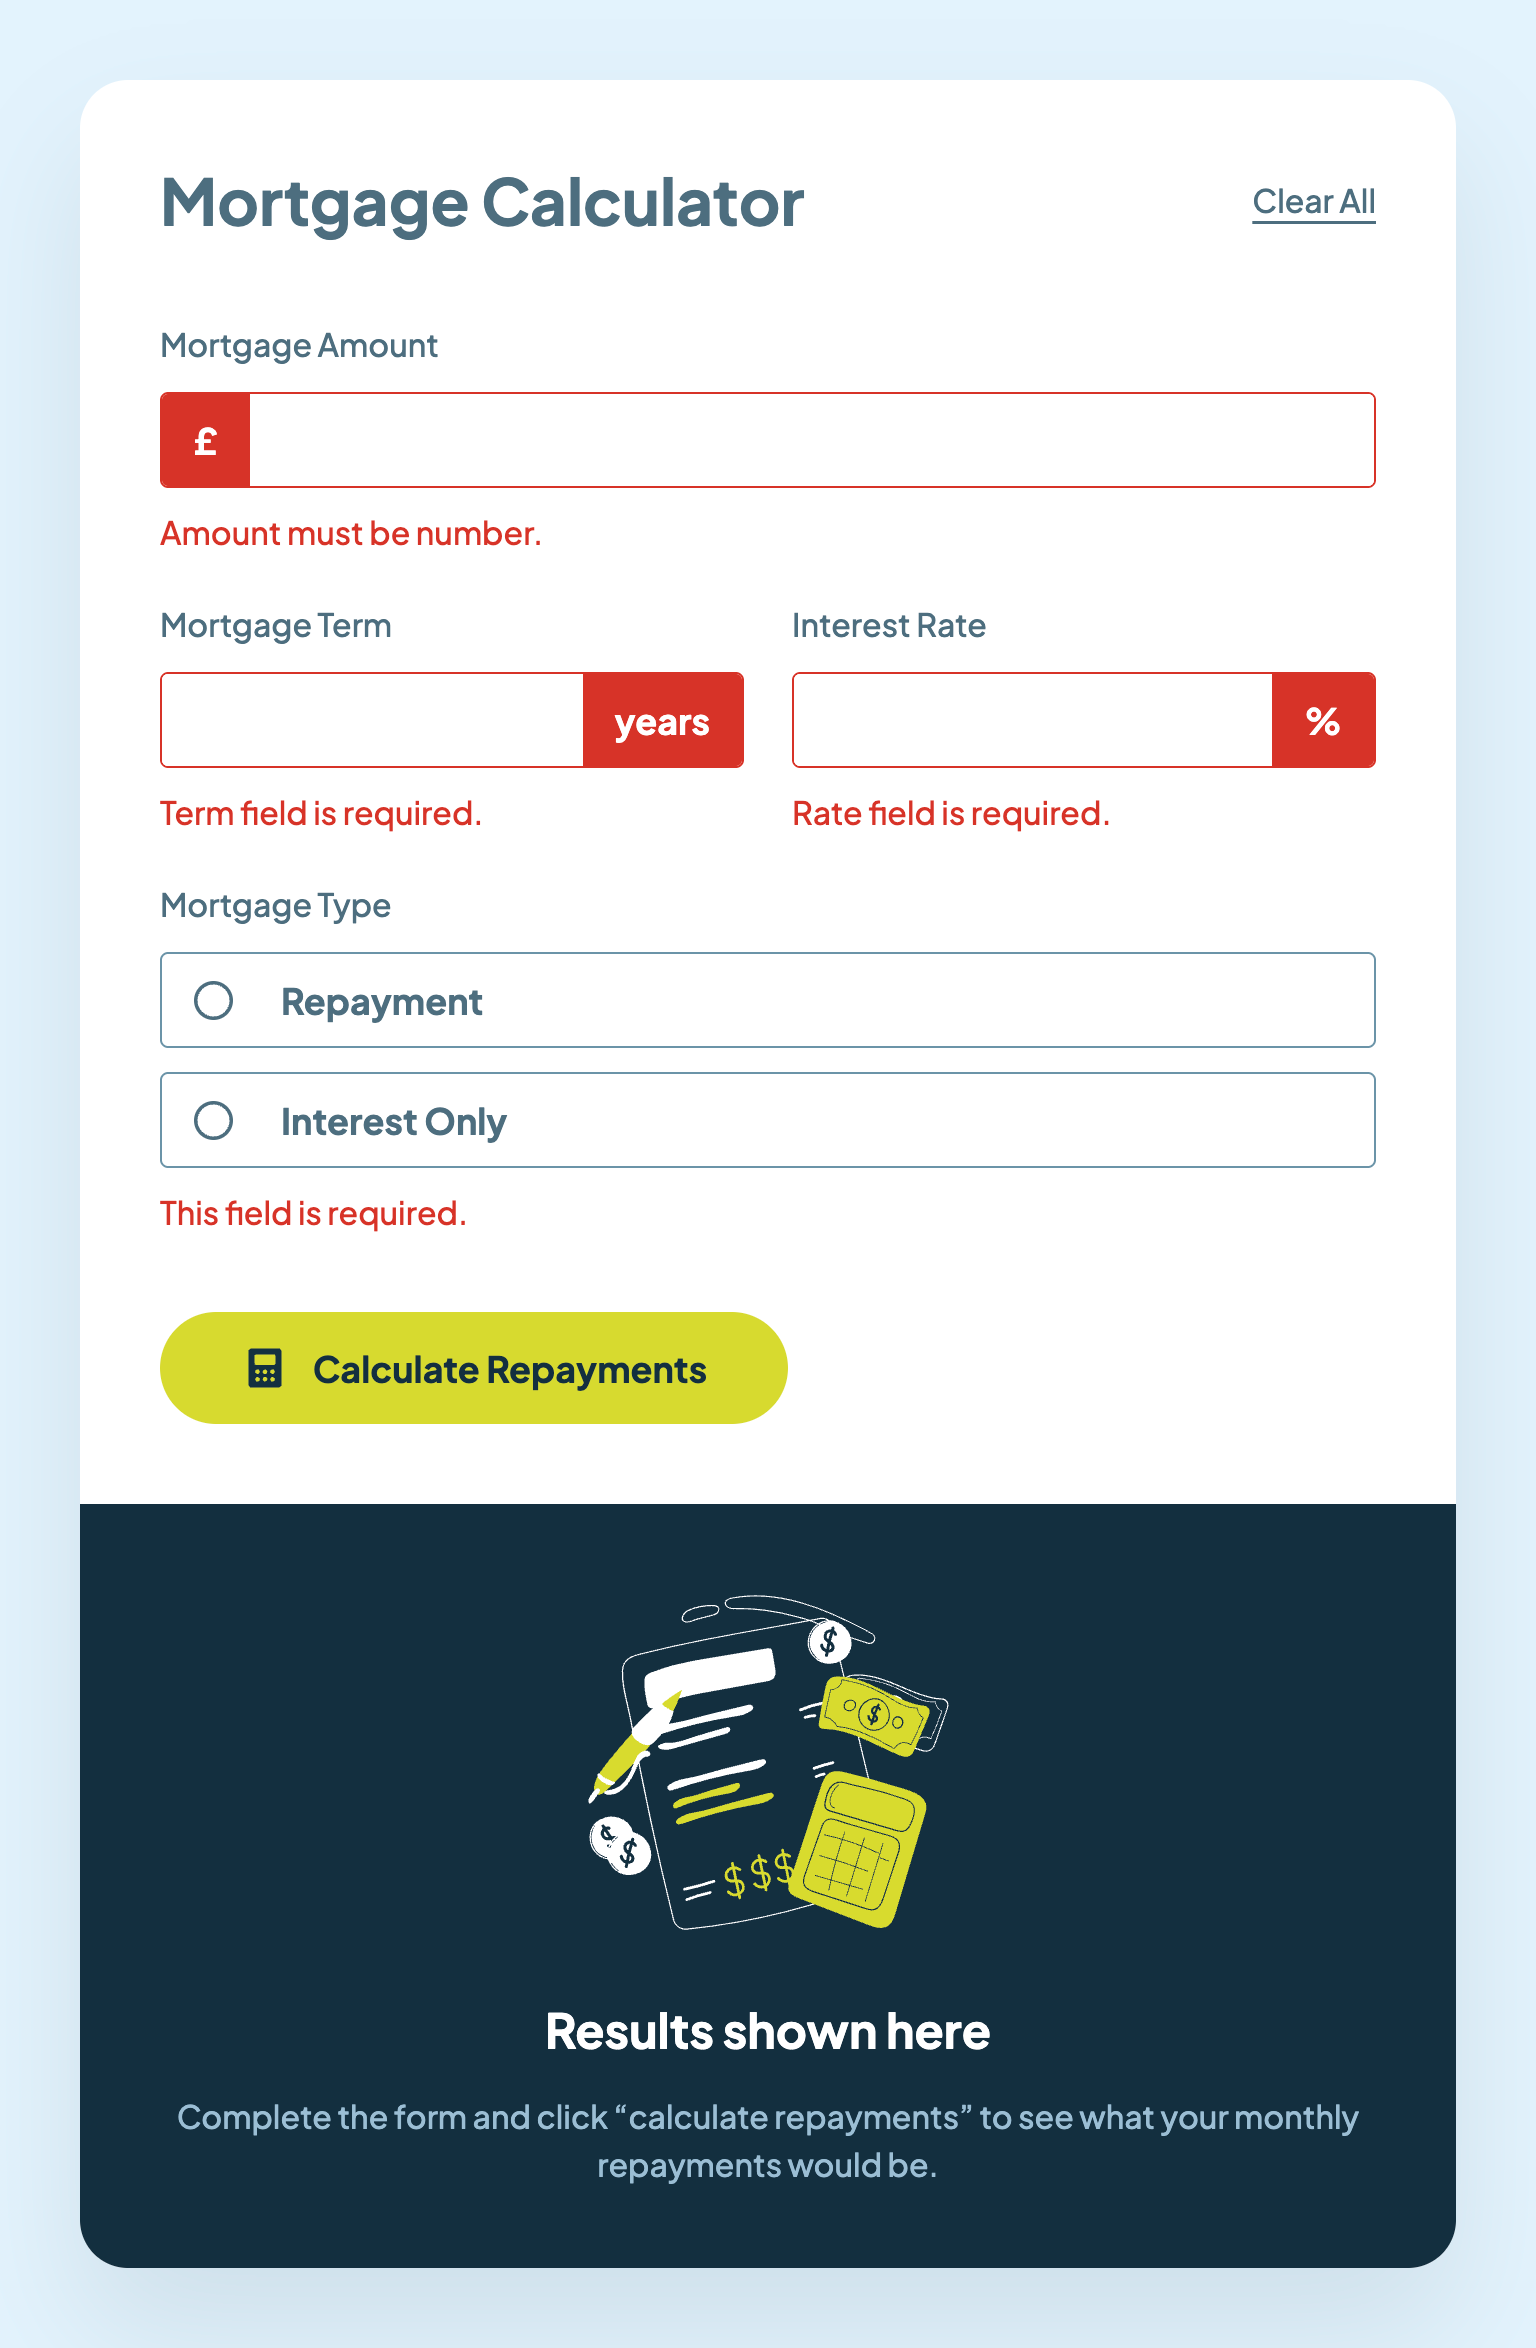 Mortgage Calculator
Clear All
Mortgage Amount
£
Amount must be number.
Mortgage Term
years
Term field is required.
Interest Rate
%
Rate field is required.
Mortgage Type
Repayment
Interest Only
This field is required.
Calculate Repayments
$
$
$
$
$$$
Results shown here
Complete the form and click “calculate repayments” to see what your monthly
repayments would be.